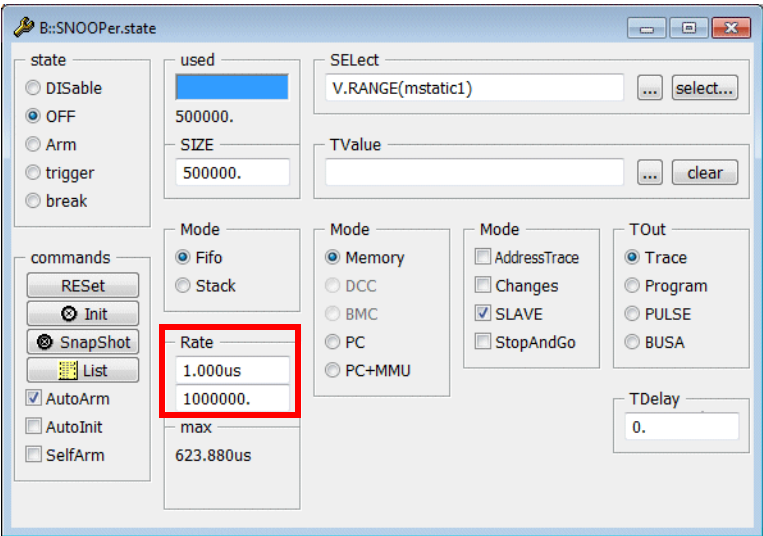 B::SNOOPer.state
state
DISable
OFF
Arm
trigger
break
used
500000.
SIZE
500000.
SELect
V.RANGE(mstatic1)
...
select...
TValue
...
clear
commands
RESet
Init
SnapShot
List
AutoArm
AutoInit
SelfArm
Mode
Fifo
Stack
Rate
1.000us
1000000.
max
623.880us
Mode
Memory
DCC
BMC
PC
PC+MMU
Mode
AddressTrace
Changes
SLAVE
StopAndGo
TOut
Trace
Program
PULSE
BUSA
TDelay
0.